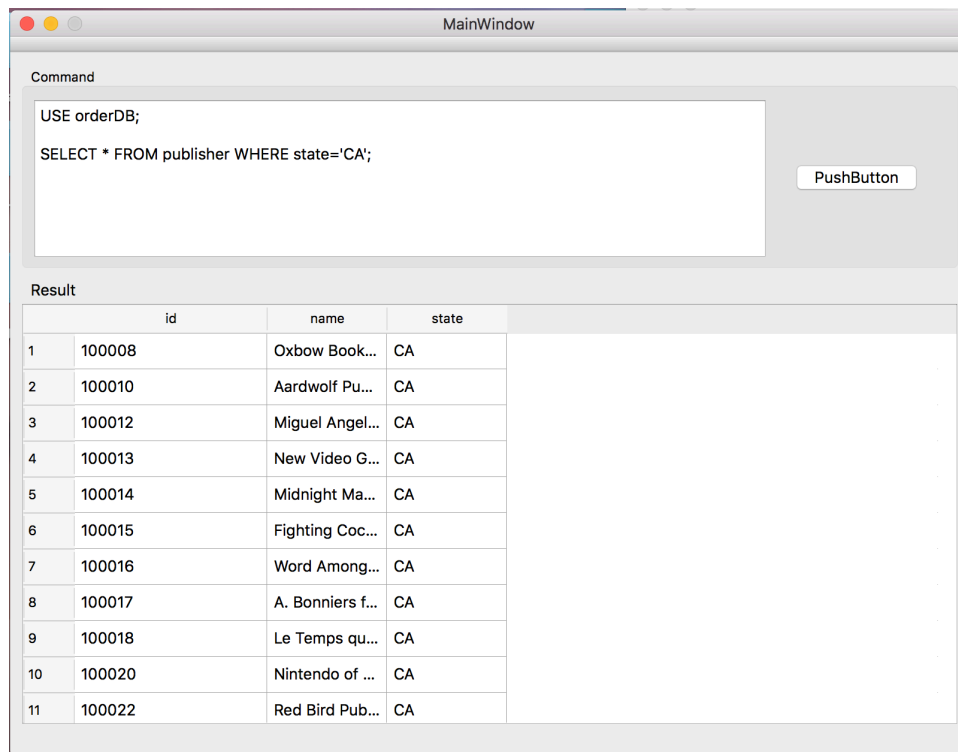 MainWindow
Command
USE orderDB;
SELECT * FROM publisher WHERE state='CA';
PushButton
Result
id name state
1 100008 Oxbow Book... CA
2 100010 Aardwolf Pu... CA
3 100012 Miguel Angel... CA
4 100013 New Video G... CA
5 100014 Midnight Ma... CA
6 100015 Fighting Coc... CA
7 100016 Word Among... CA
8 100017 A. Bonniers f... CA
9 100018 Le Temps qu... CA
10 100020 Nintendo of ... CA
11 100022 Red Bird Pub... CA